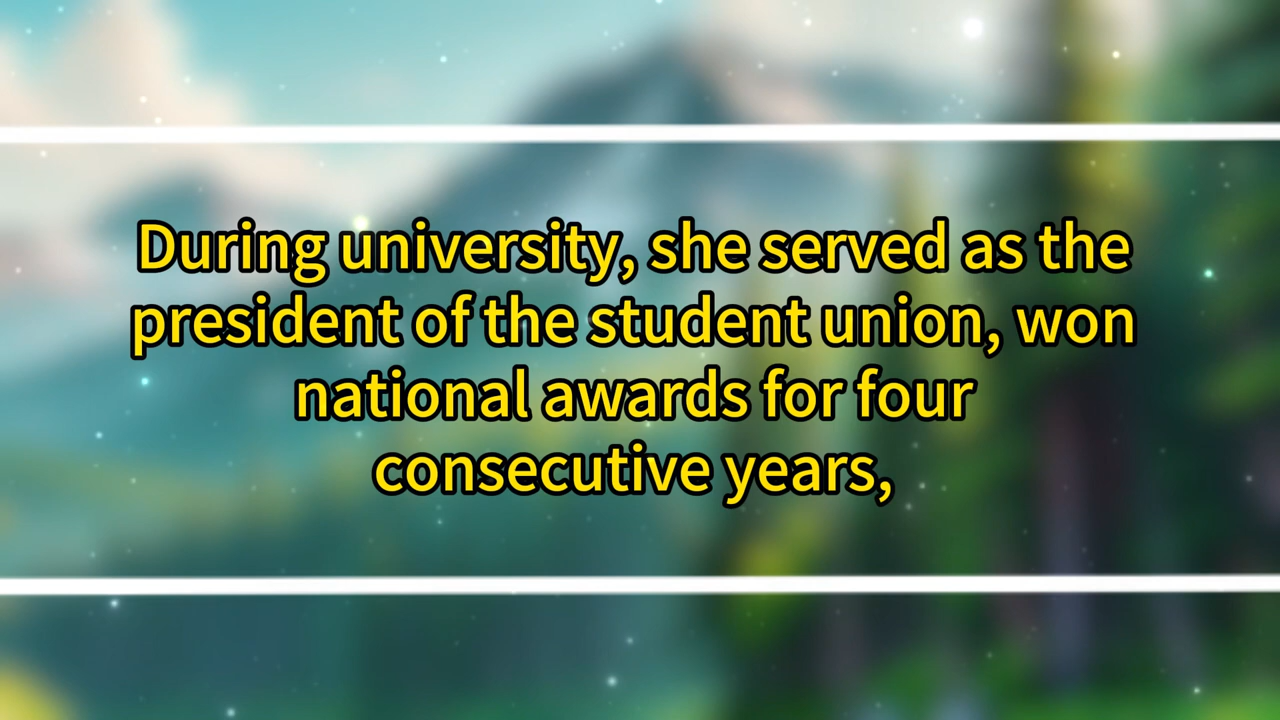 During university, she served as the
president of the student union, won
national awards for four
consecutive years,